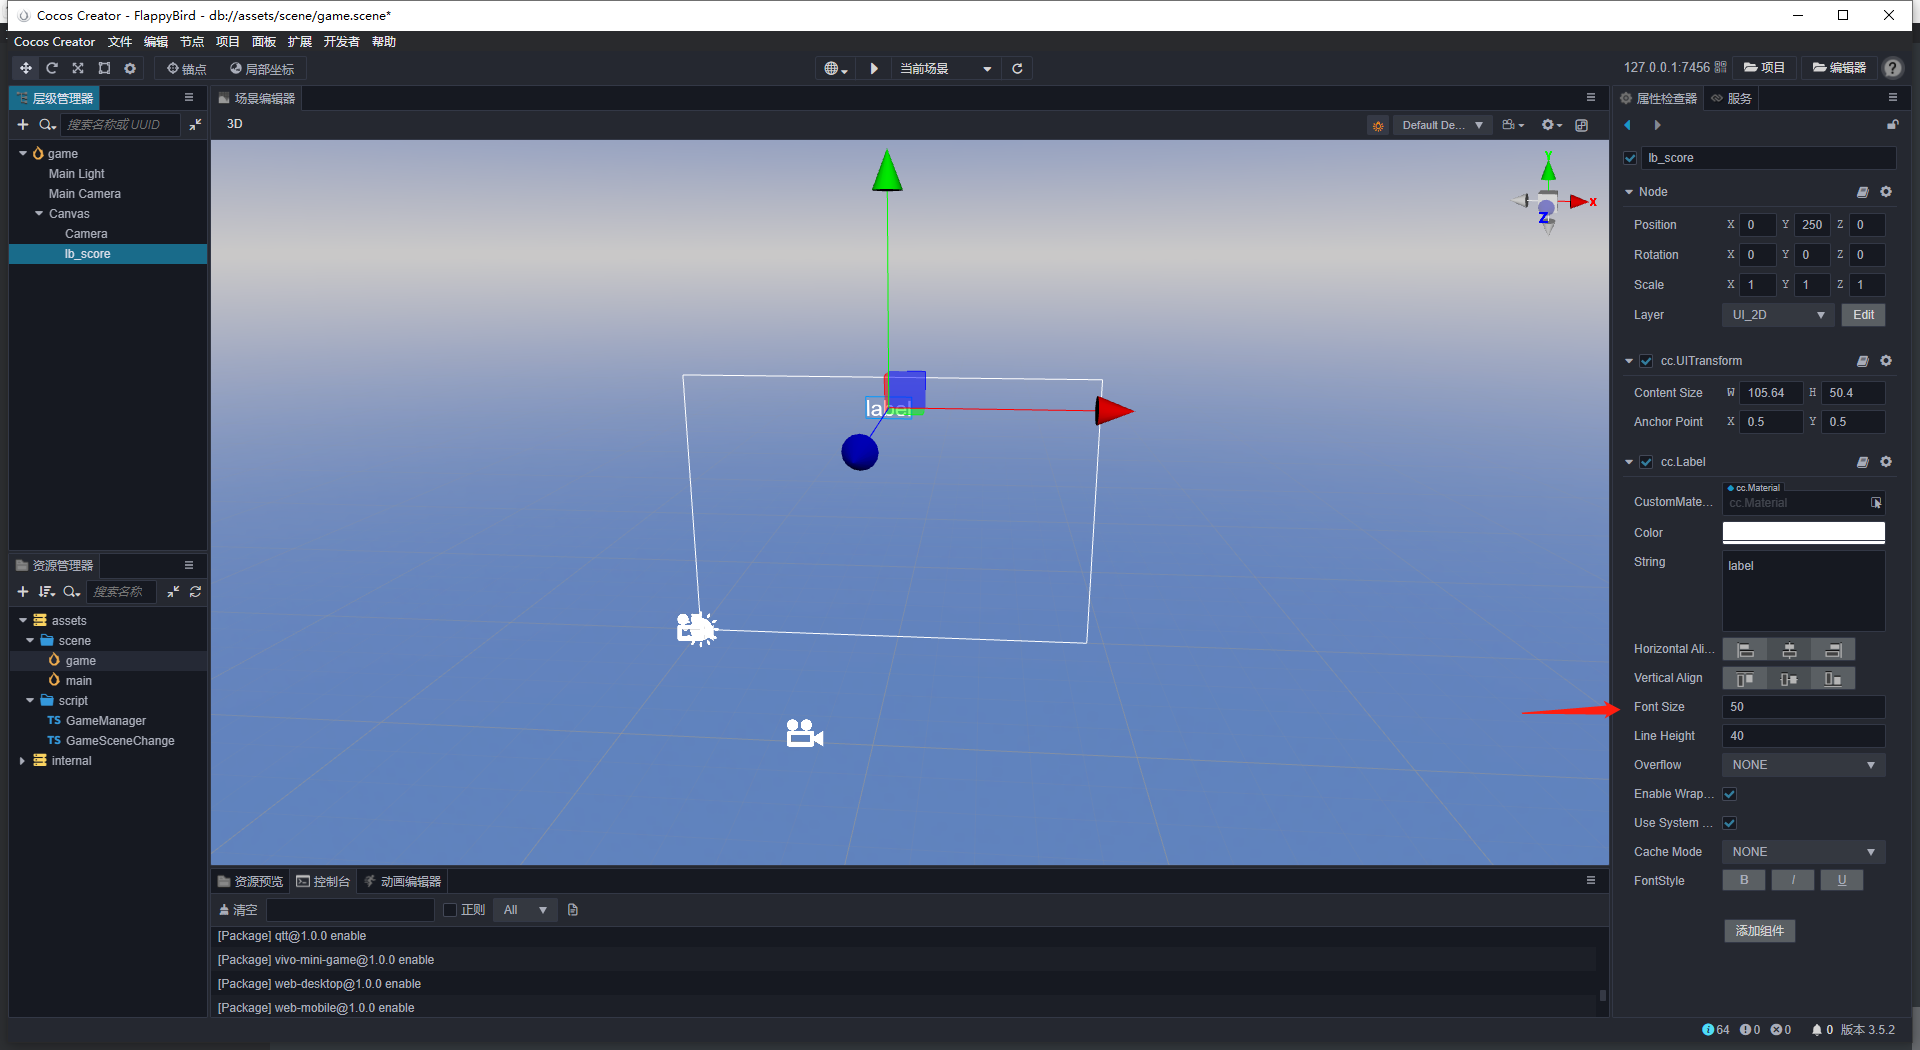 Cocos Creator - FlappyBird - db://assets/scene/game.scene*
Cocos Creator 文件 编辑 节点 项目 面板 扩展 开发者 帮助
锚点 局部坐标 当前场景 127.0.0.1:7456 项目 编辑器 ?
层级管理器
搜索名称或 UUID
game
Main Light
Main Camera
Canvas
Camera
lb_score
资源管理器
搜索名称
assets
scene
game
main
script
TS GameManager
TS GameSceneChange
internal
场景编辑器
3D Default De...
Y
X
Z
label
资源预览 控制台 动画编辑器
清空 正则 All
[Package] qtt@1.0.0 enable
[Package] vivo-mini-game@1.0.0 enable
[Package] web-desktop@1.0.0 enable
[Package] web-mobile@1.0.0 enable
属性检查器 服务
lb_score
Node
Position X 0 Y 250 Z 0
Rotation X 0 Y 0 Z 0
Scale X 1 Y 1 Z 1
Layer UI_2D Edit
cc.UITransform
Content Size W 105.64 H 50.4
Anchor Point X 0.5 Y 0.5
cc.Label
cc.Material
CustomMate... cc.Material
Color
String label
Horizontal Ali...
Vertical Align
Font Size 50
Line Height 40
Overflow NONE
Enable Wrap...
Use System ...
Cache Mode NONE
FontStyle B I U
添加组件
64 0 0 0 版本 3.5.2